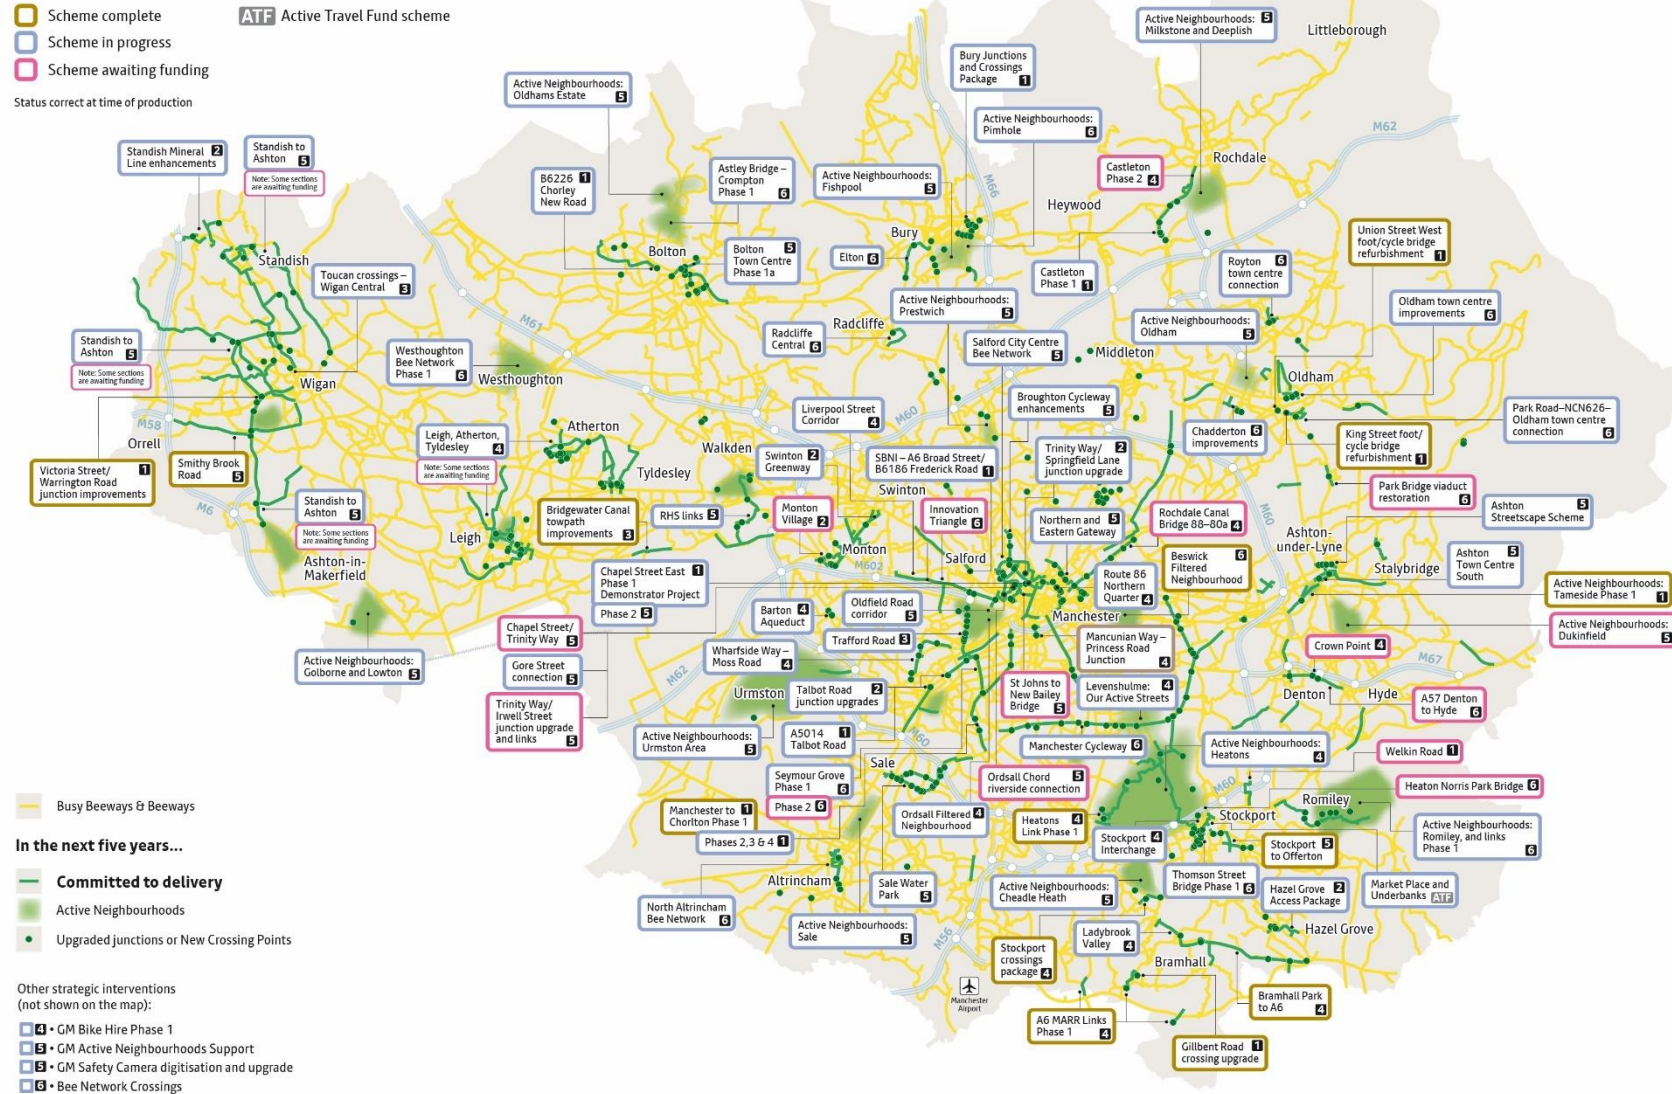 Scheme complete
Scheme in progress
Scheme awaiting funding
ATF Active Travel Fund scheme
Status correct at time of production
Active Neighbourhoods: 5
Milkstone and Deeplish
Littleborough
Bury Junctions
and Crossings
Package 1
Active Neighbourhoods:
Oldhams Estate 5
Active Neighbourhoods:
Pimhole 6
M62
Standish Mineral 2
Line enhancements
Standish to
Ashton 5
Note: Some sections
are awaiting funding
B6226 1
Chorley
New Road
Astley Bridge –
Crompton
Phase 1 6
Active Neighbourhoods:
Fishpool 5
M66
Castleton
Phase 2 4
Rochdale
Heywood
Bury
Bolton
Bolton 5
Town Centre
Phase 1a
Elton 6
Castleton
Phase 1 1
Royton 6
town centre
connection
Union Street West
foot/cycle bridge
refurbishment 1
Standish
Toucan crossings –
Wigan Central 3
Active Neighbourhoods:
Prestwich 5
Oldham town centre
improvements 6
M61
Radcliffe
Radcliffe
Central 6
Active Neighbourhoods:
Oldham 5
Standish to
Ashton 5
Note: Some sections
are awaiting funding
Westhoughton
Bee Network
Phase 1 6
Westhoughton
Salford City Centre
Bee Network 5
Middleton
Wigan
Oldham
M58
Orrell
Liverpool Street
Corridor 4
M60
Broughton Cycleway
enhancements 5
Park Road–NCN626–
Oldham town centre
connection 6
Leigh, Atherton,
Tyldesley 4
Note: Some sections
are awaiting funding
Atherton
Walkden
Tyldesley
Swinton 2
Greenway
SBNI – A6 Broad Street/
B6186 Frederick Road 1
Swinton
Trinity Way/ 2
Springfield Lane
junction upgrade
Chadderton 6
improvements
King Street foot/
cycle bridge
refurbishment 1
Victoria Street/ 1
Warrington Road
junction improvements
Smithy Brook
Road 5
Park Bridge viaduct
restoration 6
M6
Standish to
Ashton 5
Note: Some sections
are awaiting funding
Bridgewater Canal
towpath
improvements 3
RHS links 5
Monton
Village 2
Innovation
Triangle 6
Northern and 5
Eastern Gateway
Rochdale Canal
Bridge 88–80a 4
M60
Ashton 5
Streetscape Scheme
Leigh
Ashton-in-
Makerfield
Monton
M602
Salford
Beswick 6
Filtered
Neighbourhood
Ashton-
under-Lyne
Stalybridge
Ashton 5
Town Centre
South
Chapel Street East 1
Phase 1
Demonstrator Project
Phase 2 5
Route 86
Northern
Quarter 4
Active Neighbourhoods:
Tameside Phase 1 1
Barton 4
Aqueduct
Oldfield Road
corridor 5
Manchester
Chapel Street/
Trinity Way 5
Trafford Road 3
Active Neighbourhoods:
Dukinfield 5
Mancunian Way –
Princess Road
Junction 4
Crown Point 4
Active Neighbourhoods:
Golborne and Lowton 5
Gore Street
connection 5
Wharfside Way –
Moss Road 4
M67
M62
Urmston
Talbot Road 2
junction upgrades
St Johns to
New Bailey
Bridge 5
Levenshulme: 4
Our Active Streets
Denton
Hyde
A57 Denton
to Hyde 6
Trinity Way/
Irwell Street
junction upgrade
and links 5
Active Neighbourhoods:
Urmston Area 5
A5014 1
Talbot Road
M60
Manchester Cycleway 6
Active Neighbourhoods:
Heatons 4
Welkin Road 1
Sale
Seymour Grove
Phase 1 6
Phase 2 6
Ordsall Chord 5
riverside connection
M60
Heaton Norris Park Bridge 6
Busy Beeways & Beeways
In the next five years...
Committed to delivery
Active Neighbourhoods
Upgraded junctions or New Crossing Points
Manchester to 1
Chorlton Phase 1
Phases 2,3 & 4 1
Ordsall Filtered 4
Neighbourhood
Heatons 4
Link Phase 1
Romiley
Stockport
Stockport 4
Interchange
Stockport 5
to Offerton
Active Neighbourhoods:
Romiley, and links
Phase 1 6
Altrincham
Sale Water
Park 5
Active Neighbourhoods:
Cheadle Heath 5
Thomson Street
Bridge Phase 1 6
Hazel Grove 2
Access Package
Market Place and
Underbanks ATF
North Altrincham
Bee Network 6
Active Neighbourhoods:
Sale 5
M56
Stockport
crossings
package 4
Ladybrook
Valley 4
Hazel Grove
Bramhall
Manchester
Airport
Bramhall Park
to A6 4
A6 MARR Links
Phase 1 4
Gillbent Road 1
crossing upgrade
Other strategic interventions
(not shown on the map):
4 • GM Bike Hire Phase 1
5 • GM Active Neighbourhoods Support
5 • GM Safety Camera digitisation and upgrade
6 • Bee Network Crossings